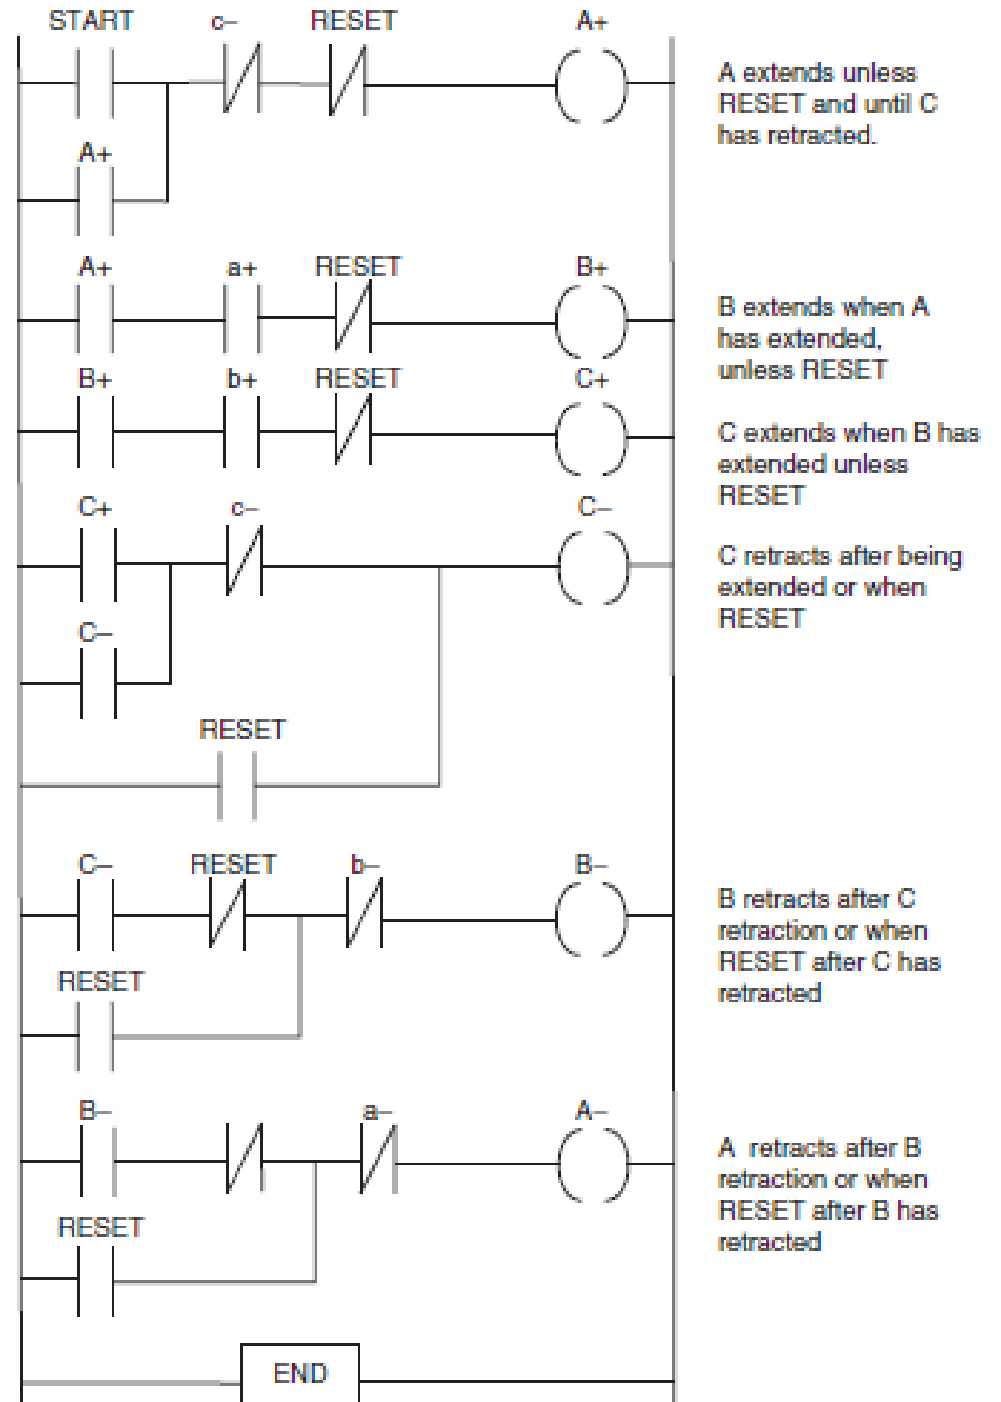 START c– RESET A+
A extends unless
RESET and until C
has retracted.
A+
A+ a+ RESET B+
B extends when A
has extended,
unless RESET
B+ b+ RESET C+
C extends when B has
extended unless
RESET
C+ c– C–
C retracts after being
extended or when
RESET
C–
RESET
C– RESET b– B–
B retracts after C
retraction or when
RESET after C has
retracted
RESET
B– a– A–
A retracts after B
retraction or when
RESET after B has
retracted
RESET
END